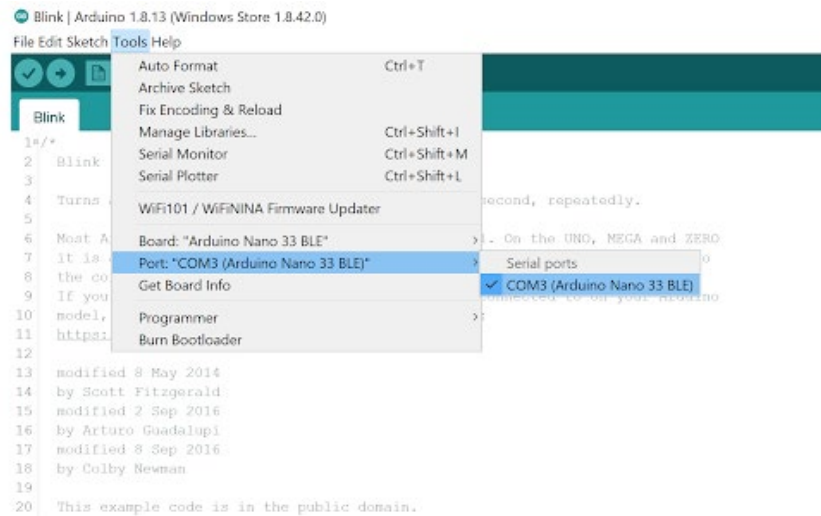 Blink | Arduino 1.8.13 (Windows Store 1.8.42.0)
File Edit Sketch Tools Help
Auto Format Ctrl+T
Archive Sketch
Fix Encoding & Reload
Manage Libraries... Ctrl+Shift+I
Serial Monitor Ctrl+Shift+M
Serial Plotter Ctrl+Shift+L
WiFi101 / WiFiNINA Firmware Updater
Board: "Arduino Nano 33 BLE"
Port: "COM3 (Arduino Nano 33 BLE)"
Get Board Info
Programmer
Burn Bootloader
Serial ports
COM3 (Arduino Nano 33 BLE)
Blink
1 /*
2 Blink
3
4 Turns second, repeatedly.
5
6 Most A . On the UNO, MEGA and ZERO
7 it is
8 the co
9 If you connected to on your Arduino
10 model,
11 https:
12
13 modified 8 May 2014
14 by Scott Fitzgerald
15 modified 2 Sep 2016
16 by Arturo Guadalupi
17 modified 8 Sep 2016
18 by Colby Newman
19
20 This example code is in the public domain.